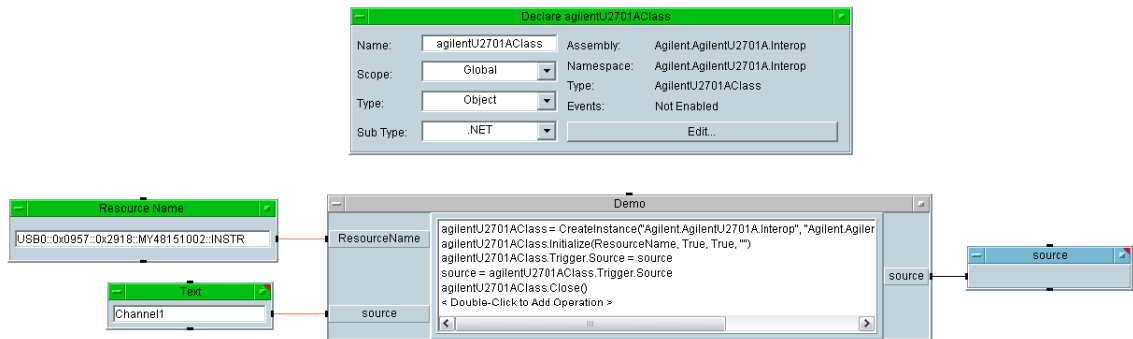 Declare agilentU2701AClass
Name: agilentU2701AClass Assembly: Agilent.AgilentU2701A.Interop
Scope: Global Namespace: Agilent.AgilentU2701A.Interop
Type: AgilentU2701AClass
Type: Object Events: Not Enabled
Sub Type: .NET Edit...
Resource Name
USB0::0x0957::0x2918::MY48151002::INSTR
Text
Channel1
Demo
ResourceName
source
agilentU2701AClass = CreateInstance("Agilent.AgilentU2701A.Interop", "Agilent.Agiler
agilentU2701AClass.Initialize(ResourceName, True, True, "")
agilentU2701AClass.Trigger.Source = source
source = agilentU2701AClass.Trigger.Source
agilentU2701AClass.Close()
< Double-Click to Add Operation >
source
source